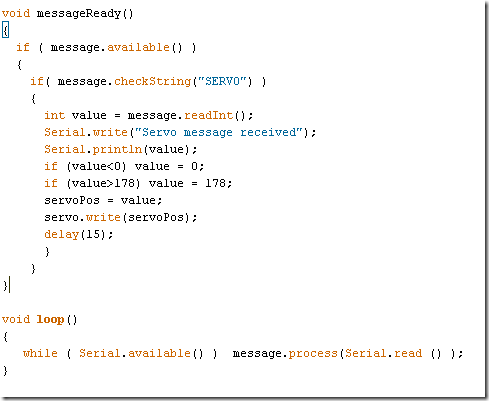 void messageReady()
{
  if ( message.available() )
  {
    if( message.checkString("SERVO") )
    {
      int value = message.readInt();
      Serial.write("Servo message received");
      Serial.println(value);
      if (value<0) value = 0;
      if (value>178) value = 178;
      servoPos = value;
      servo.write(servoPos);
      delay(15);
      }
    }
}
void loop()
{
   while ( Serial.available() )  message.process(Serial.read () );
}